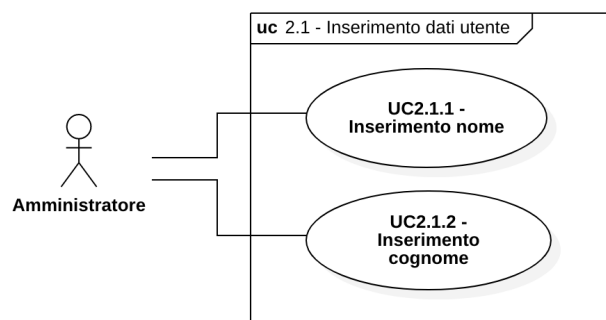 uc 2.1 - Inserimento dati utente
UC2.1.1 -
Inserimento nome
Amministratore
UC2.1.2 -
Inserimento
cognome